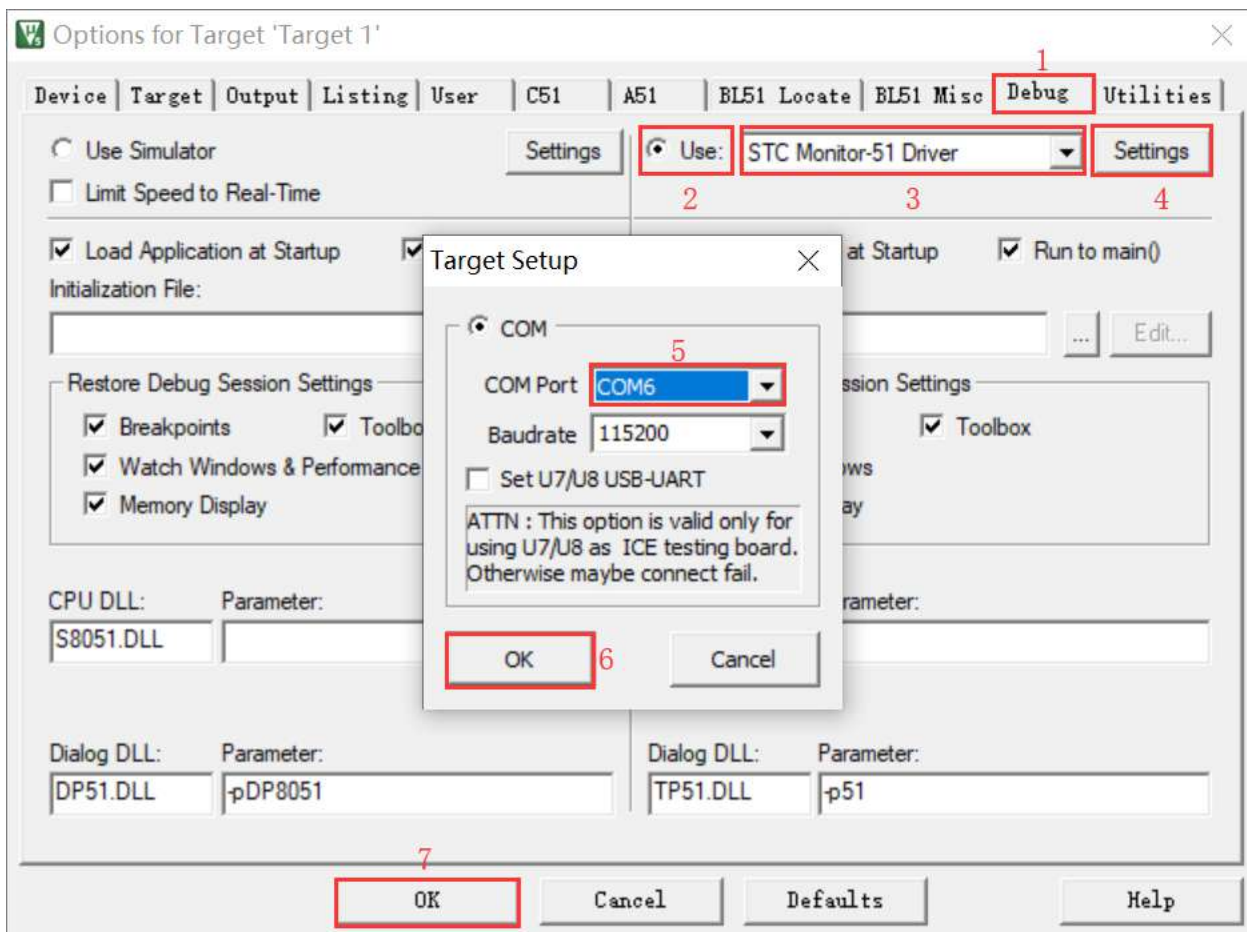 Options for Target 'Target 1'
1
Device Target Output Listing User C51 A51 BL51 Locate BL51 Misc Debug Utilities
Use Simulator Settings Use: STC Monitor-51 Driver Settings
Limit Speed to Real-Time 2 3 4
Load Application at Startup at Startup Run to main()
Initialization File:
... Edit...
Restore Debug Session Settings ssion Settings
Breakpoints Toolbo Toolbox
Watch Windows & Performance ows
Memory Display ay
CPU DLL: Parameter: rameter:
S8051.DLL
Dialog DLL: Parameter: Dialog DLL: Parameter:
DP51.DLL -pDP8051 TP51.DLL -p51
Target Setup
COM
5
COM Port COM6
Baudrate 115200
Set U7/U8 USB-UART
ATTN : This option is valid only for
using U7/U8 as ICE testing board.
Otherwise maybe connect fail.
OK 6 Cancel
7
OK Cancel Defaults Help